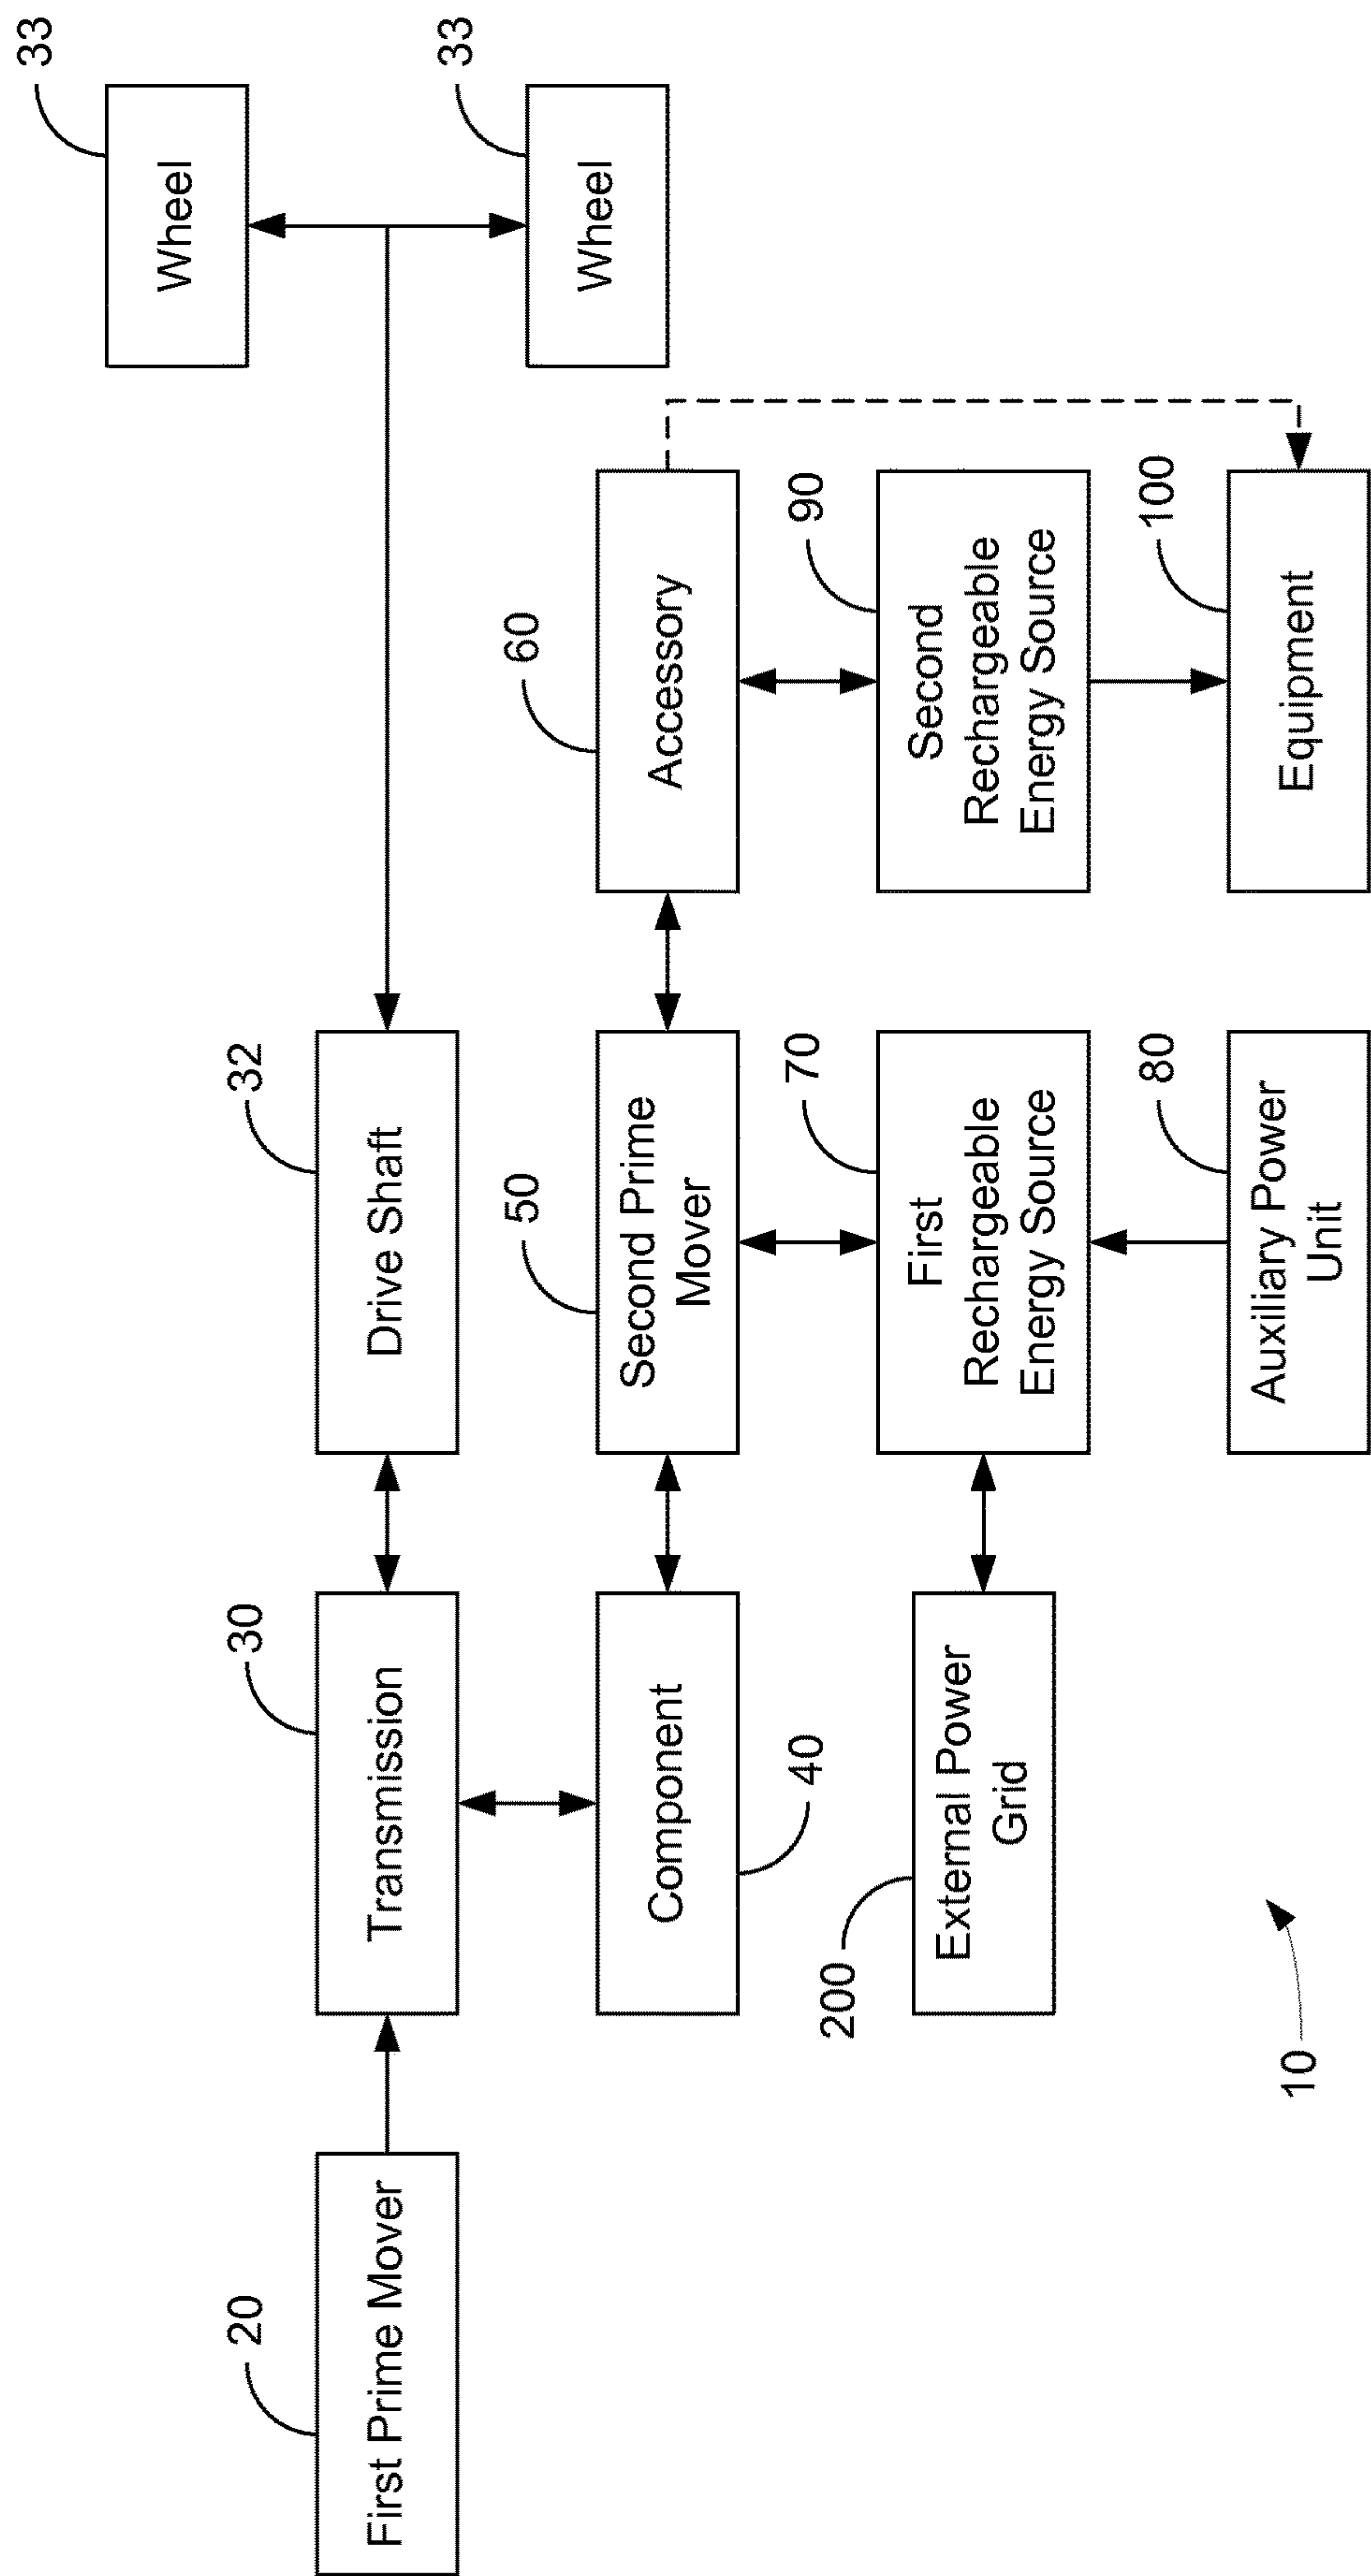 33
Wheel
20
30
32
First Prime Mover
Transmission
Drive Shaft
33
Wheel
50
60
Component
Second Prime
Mover
Accessory
40
70
90
200
External Power
Grid
First
Rechargeable
Energy Source
Second
Rechargeable
Energy Source
80
100
Auxiliary Power
Unit
Equipment
10